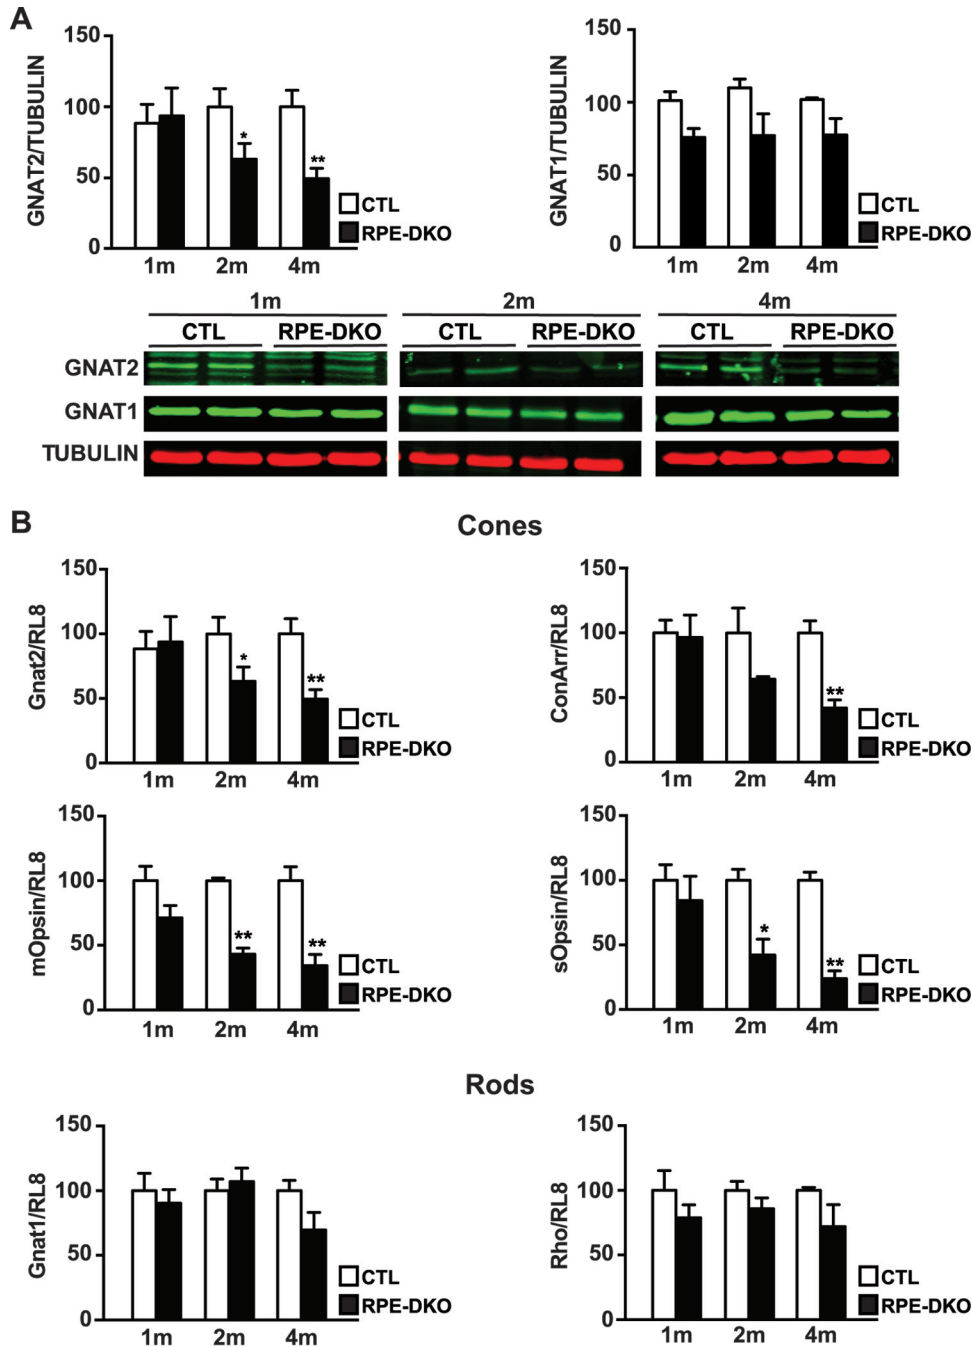 A
GNAT2/TUBULIN
150
100
50
0
*
**
1m 2m 4m
CTL
RPE-DKO
GNAT1/TUBULIN
150
100
50
0
1m 2m 4m
CTL
RPE-DKO
1m 2m 4m
CTL RPE-DKO CTL RPE-DKO CTL RPE-DKO
GNAT2
GNAT1
TUBULIN
B
Cones
Gnat2/RL8
150
100
50
0
*
**
1m 2m 4m
CTL
RPE-DKO
ConArr/RL8
150
100
50
0
**
1m 2m 4m
CTL
RPE-DKO
mOpsin/RL8
150
100
50
0
**
**
1m 2m 4m
CTL
RPE-DKO
sOpsin/RL8
150
100
50
0
*
**
1m 2m 4m
CTL
RPE-DKO
Rods
Gnat1/RL8
150
100
50
0
1m 2m 4m
CTL
RPE-DKO
Rho/RL8
150
100
50
0
1m 2m 4m
CTL
RPE-DKO